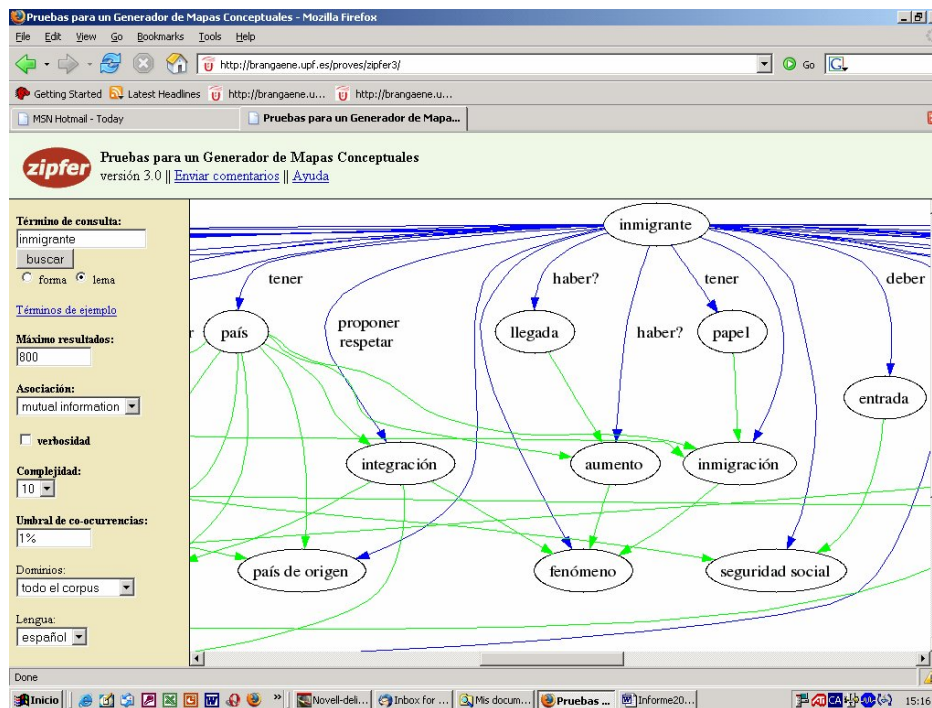 Pruebas para un Generador de Mapas Conceptuales - Mozilla Firefox
File Edit View Go Bookmarks Tools Help
http://brangaene.upf.es/proves/zipfer3/
Go
G
Getting Started Latest Headlines http://brangaene.u... http://brangaene.u...
MSN Hotmail - Today
Pruebas para un Generador de Mapa...
zipfer
Pruebas para un Generador de Mapas Conceptuales
versión 3.0 || Enviar comentarios || Ayuda
Término de consulta:
inmigrante
buscar
forma lema
Términos de ejemplo
Máximo resultados:
800
Asociación:
mutual information
verbosidad
Complejidad:
10
Umbral de co-ocurrencias:
1%
Dominios:
todo el corpus
Lengua:
español
inmigrante
tener
haber?
tener
deber
r
país
proponer
respetar
llegada
haber?
papel
entrada
integración
aumento
inmigración
país de origen
fenómeno
seguridad social
Done
Inicio
»
Novell-deli...
Inbox for ...
Mis docum...
Pruebas ...
Informe20...
CA
15:16